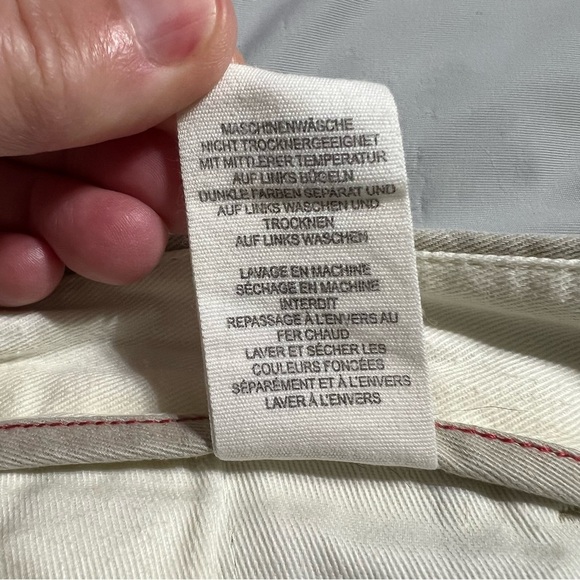 MASCHINENWÄSCHE
NICHT TROCKNERGEEIGNET
MIT MITTLERER TEMPERATUR
AUF LINKS BÜGELN
DUNKLE FARBEN SEPARAT UND
AUF LINKS WASCHEN UND
TROCKNEN
AUF LINKS WASCHEN
LAVAGE EN MACHINE
SÉCHAGE EN MACHINE
INTERDIT
REPASSAGE À L'ENVERS AU
FER CHAUD
LAVER ET SÉCHER LES
COULEURS FONCÉES
SÉPARÉMENT ET À L'ENVERS
LAVER À L'ENVERS